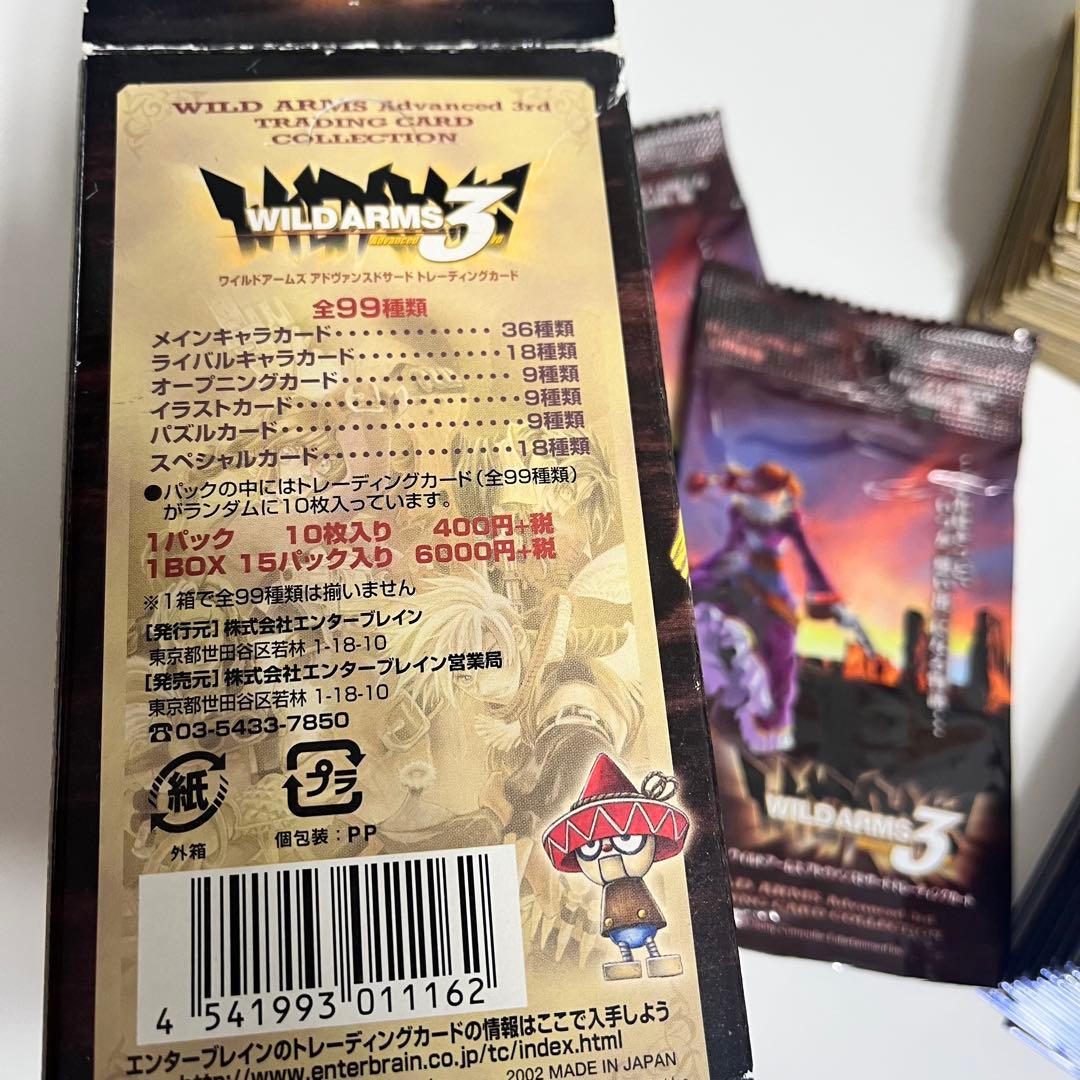 WILD ARMS Advanced 3rd
TRADING CARD
COLLECTION
WILD ARMS 3
Advanced rd
ワイルドアームズ アドヴァンスドサード トレーディングカード
全99種類
メインキャラカード・・・・・・・・・・・・36種類
ライバルキャラカード・・・・・・・・・・・18種類
オープニングカード・・・・・・・・・・・・・9種類
イラストカード・・・・・・・・・・・・・・・・9種類
パズルカード・・・・・・・・・・・・・・・・・9種類
スペシャルカード・・・・・・・・・・・・・・18種類
●パックの中にはトレーディングカード(全99種類)
がランダムに10枚入っています。
1パック 10枚入り 400円+税
1BOX 15パック入り 6000円+税
※1箱で全99種類は揃いません
[発行元] 株式会社エンターブレイン
東京都世田谷区若林 1-18-10
[発売元] 株式会社エンターブレイン営業局
東京都世田谷区若林 1-18-10
☎03-5433-7850
紙
外箱
プラ
個包装:PP
4 541993 011162
エンターブレインのトレーディングカードの情報はここで入手しよう
http://www.enterbrain.co.jp/tc/index.html
2002 MADE IN JAPAN
WILD ARMS 3